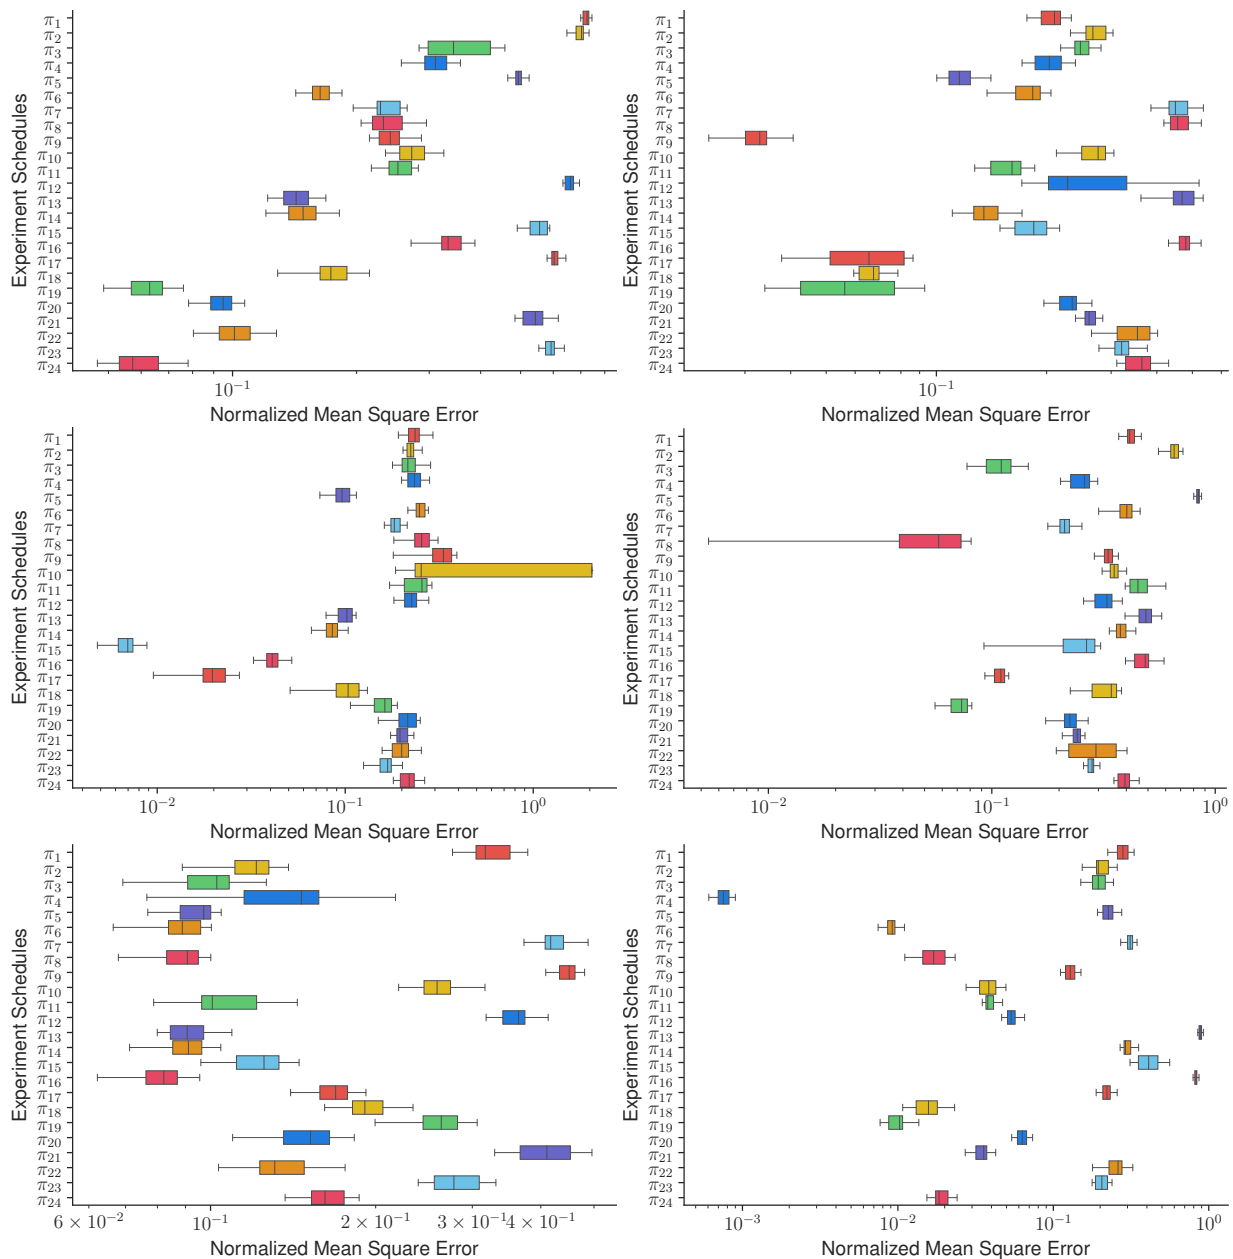 Experiment Schedules
π₁
π₂
π₃
π₄
π₅
π₆
π₇
π₈
π₉
π₁₀
π₁₁
π₁₂
π₁₃
π₁₄
π₁₅
π₁₆
π₁₇
π₁₈
π₁₉
π₂₀
π₂₁
π₂₂
π₂₃
π₂₄
10⁻¹
Normalized Mean Square Error
Experiment Schedules
π₁
π₂
π₃
π₄
π₅
π₆
π₇
π₈
π₉
π₁₀
π₁₁
π₁₂
π₁₃
π₁₄
π₁₅
π₁₆
π₁₇
π₁₈
π₁₉
π₂₀
π₂₁
π₂₂
π₂₃
π₂₄
10⁻¹
Normalized Mean Square Error
Experiment Schedules
π₁
π₂
π₃
π₄
π₅
π₆
π₇
π₈
π₉
π₁₀
π₁₁
π₁₂
π₁₃
π₁₄
π₁₅
π₁₆
π₁₇
π₁₈
π₁₉
π₂₀
π₂₁
π₂₂
π₂₃
π₂₄
10⁻² 10⁻¹ 10⁰
Normalized Mean Square Error
Experiment Schedules
π₁
π₂
π₃
π₄
π₅
π₆
π₇
π₈
π₉
π₁₀
π₁₁
π₁₂
π₁₃
π₁₄
π₁₅
π₁₆
π₁₇
π₁₈
π₁₉
π₂₀
π₂₁
π₂₂
π₂₃
π₂₄
10⁻² 10⁻¹ 10⁰
Normalized Mean Square Error
Experiment Schedules
π₁
π₂
π₃
π₄
π₅
π₆
π₇
π₈
π₉
π₁₀
π₁₁
π₁₂
π₁₃
π₁₄
π₁₅
π₁₆
π₁₇
π₁₈
π₁₉
π₂₀
π₂₁
π₂₂
π₂₃
π₂₄
6 × 10⁻² 10⁻¹ 2 × 10⁻¹ 3 × 10⁻¹ 4 × 10⁻¹
Normalized Mean Square Error
Experiment Schedules
π₁
π₂
π₃
π₄
π₅
π₆
π₇
π₈
π₉
π₁₀
π₁₁
π₁₂
π₁₃
π₁₄
π₁₅
π₁₆
π₁₇
π₁₈
π₁₉
π₂₀
π₂₁
π₂₂
π₂₃
π₂₄
10⁻³ 10⁻² 10⁻¹ 10⁰
Normalized Mean Square Error